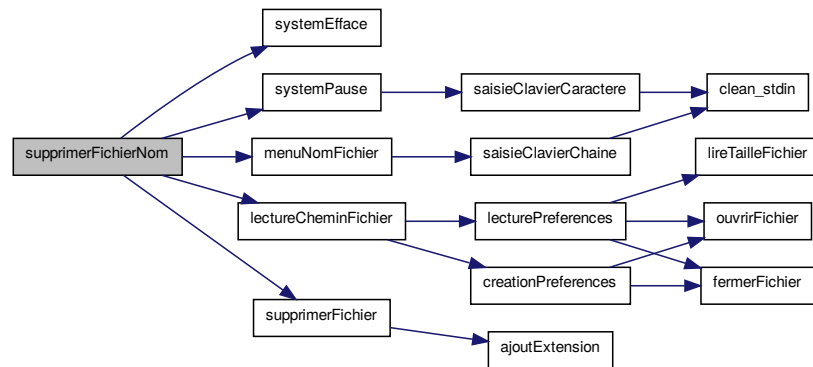 systemEfface
systemPause
saisieClavierCaractere
clean_stdin
supprimerFichierNom
menuNomFichier
saisieClavierChaine
lireTailleFichier
lectureCheminFichier
lecturePreferences
ouvrirFichier
creationPreferences
fermerFichier
supprimerFichier
ajoutExtension